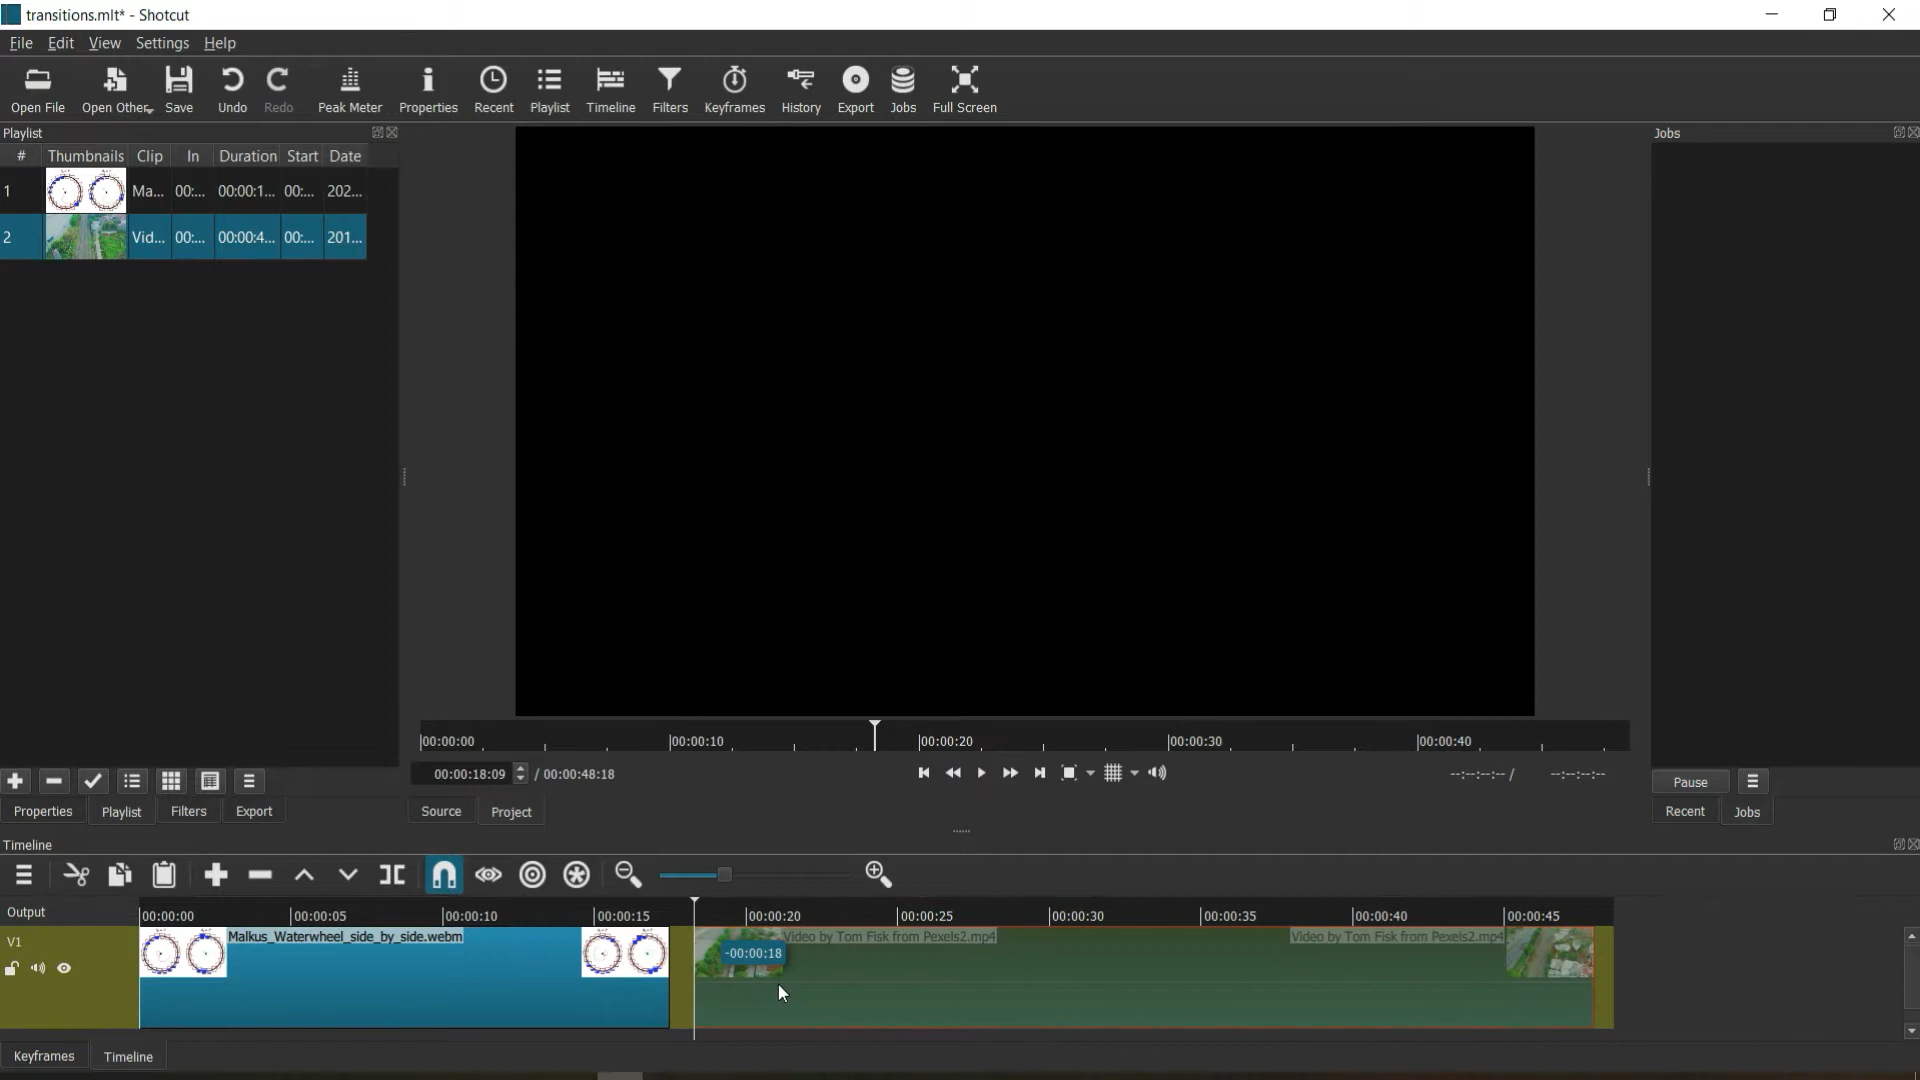 transitions.mlt* - Shotcut
File Edit View Settings Help
Open File Open Other Save Undo Redo Peak Meter Properties Recent Playlist Timeline Filters Keyframes History Export Jobs Full Screen
Playlist
# Thumbnails Clip In Duration Start Date
1 Ma... 00:... 00:00:1... 00:... 202...
2 Vid... 00:... 00:00:4... 00:... 201...
Jobs
00:00:00 00:00:10 00:00:20 00:00:30 00:00:40
00:00:18:09 / 00:00:48:18 --:--:--:-- / --:--:--:--
Pause
Properties Playlist Filters Export
Source Project
Recent Jobs
Timeline
Output
00:00:00 00:00:05 00:00:10 00:00:15 00:00:20 00:00:25 00:00:30 00:00:35 00:00:40 00:00:45
V1
Malkus_Waterwheel_side_by_side.webm
Video by Tom Fisk from Pexels2.mp4 Video by Tom Fisk from Pexels2.mp4
-00:00:18
Keyframes Timeline